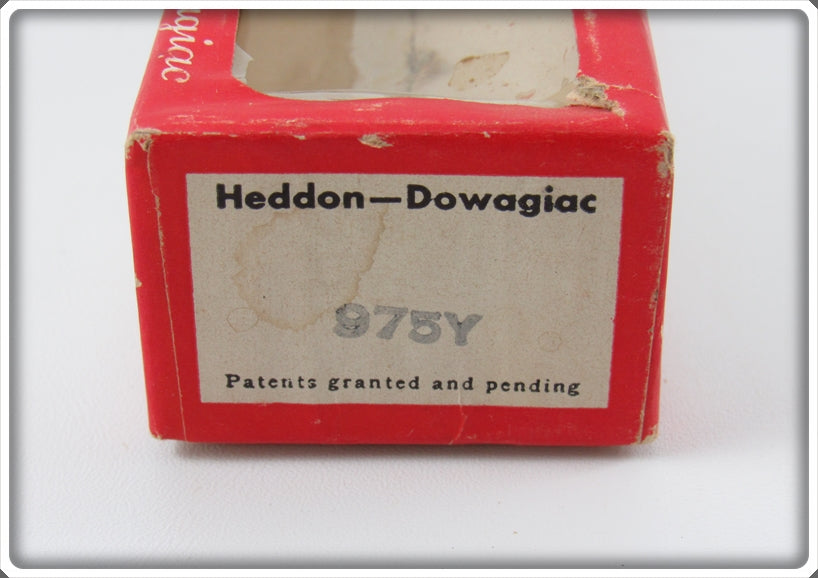 Heddon—Dowagiac
975Y
Patents granted and pending